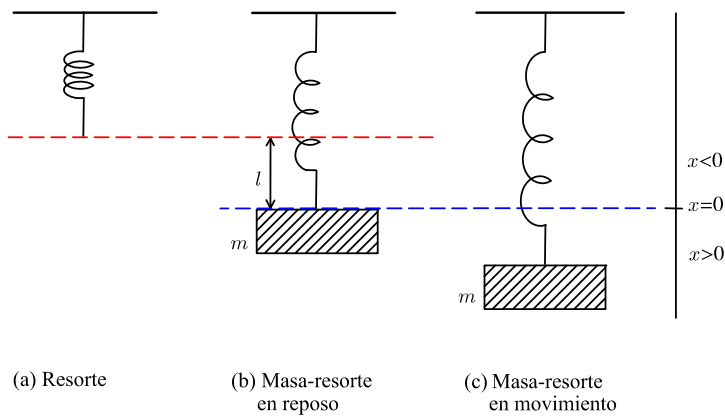 l
m
m
x<0
x=0
x>0
(a) Resorte
(b) Masa-resorte
en reposo
(c) Masa-resorte
en movimiento